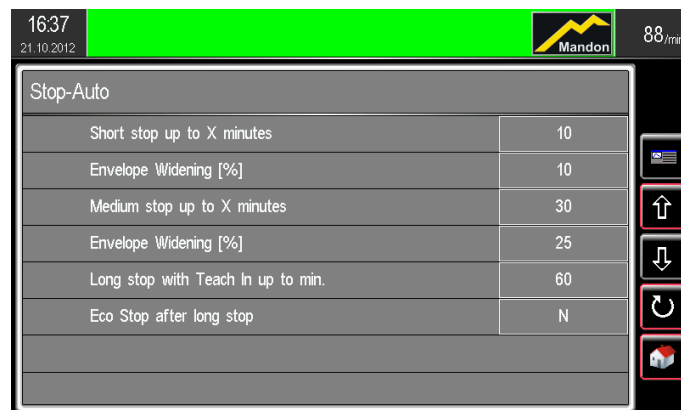 16:37
21.10.2012
Mandon
88/min
Stop-Auto
Short stop up to X minutes 10
Envelope Widening [%] 10
Medium stop up to X minutes 30
Envelope Widening [%] 25
Long stop with Teach In up to min. 60
Eco Stop after long stop N